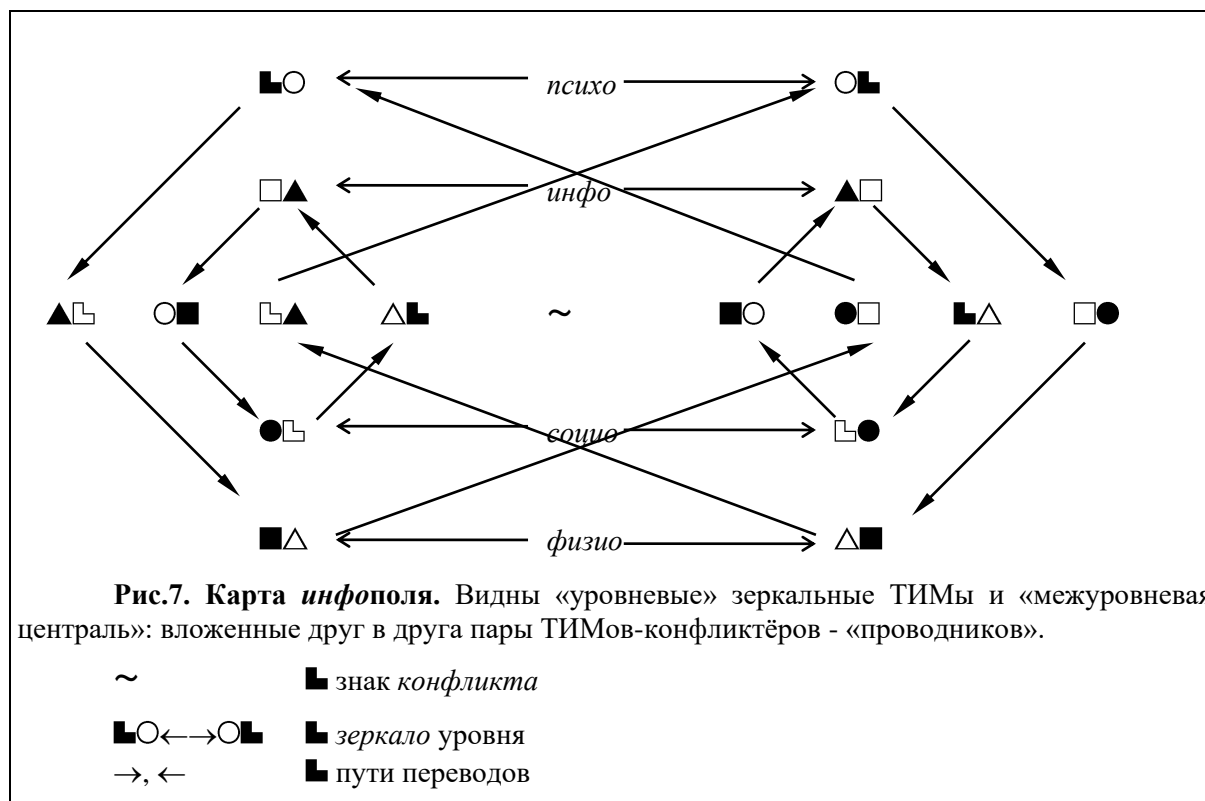 психо
инфо
~
социо
физио
Рис.7. Карта инфополя. Видны «уровневые» зеркальные ТИМы и «межуровневая
централь»: вложенные друг в друга пары ТИМов-конфликтёров - «проводников».
~ знак конфликта
←→ зеркало уровня
→, ← пути переводов